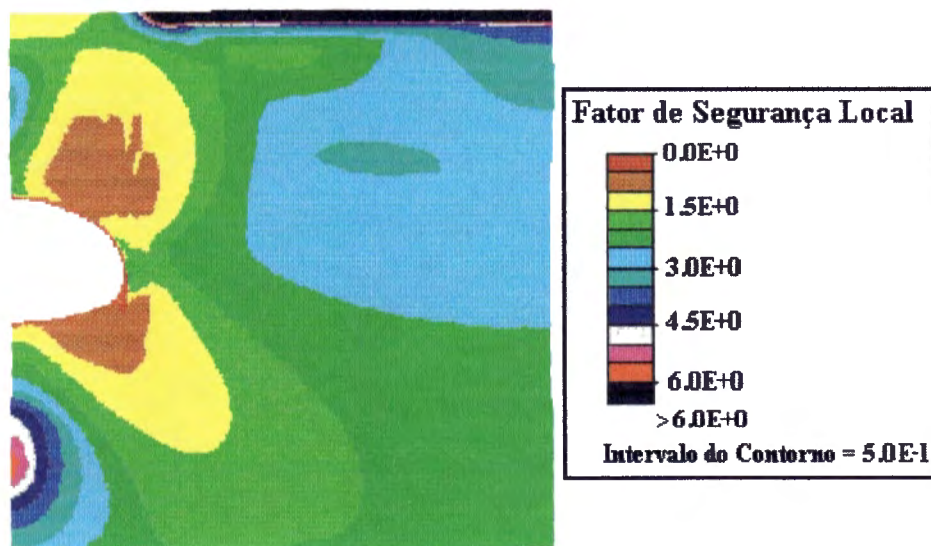 Fator de Segurança Local
0.0E+0
1.5E+0
3.0E+0
4.5E+0
6.0E+0
>6.0E+0
Intervalo do Contorno = 5.0E-1